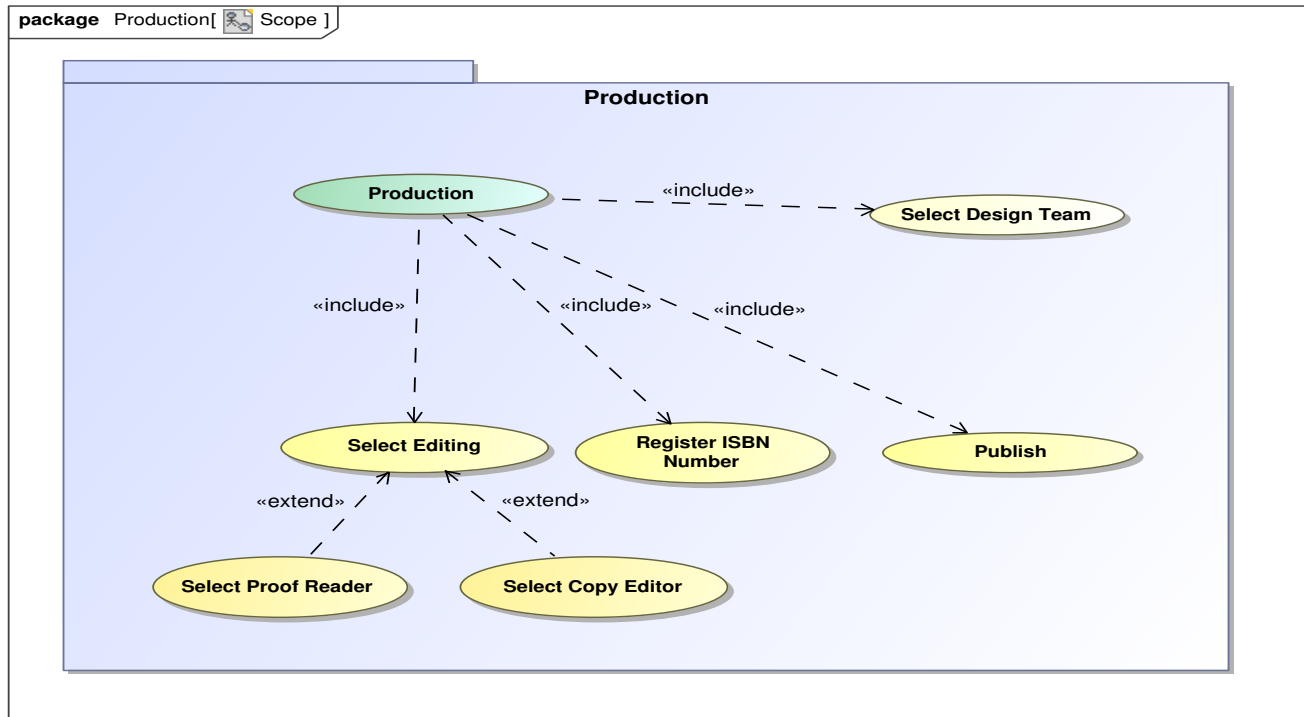 package Production[ Scope ]
Production
Production
«include»
Select Design Team
«include»
«include»
«include»
Select Editing
Register ISBN
Number
Publish
«extend»
«extend»
Select Proof Reader
Select Copy Editor